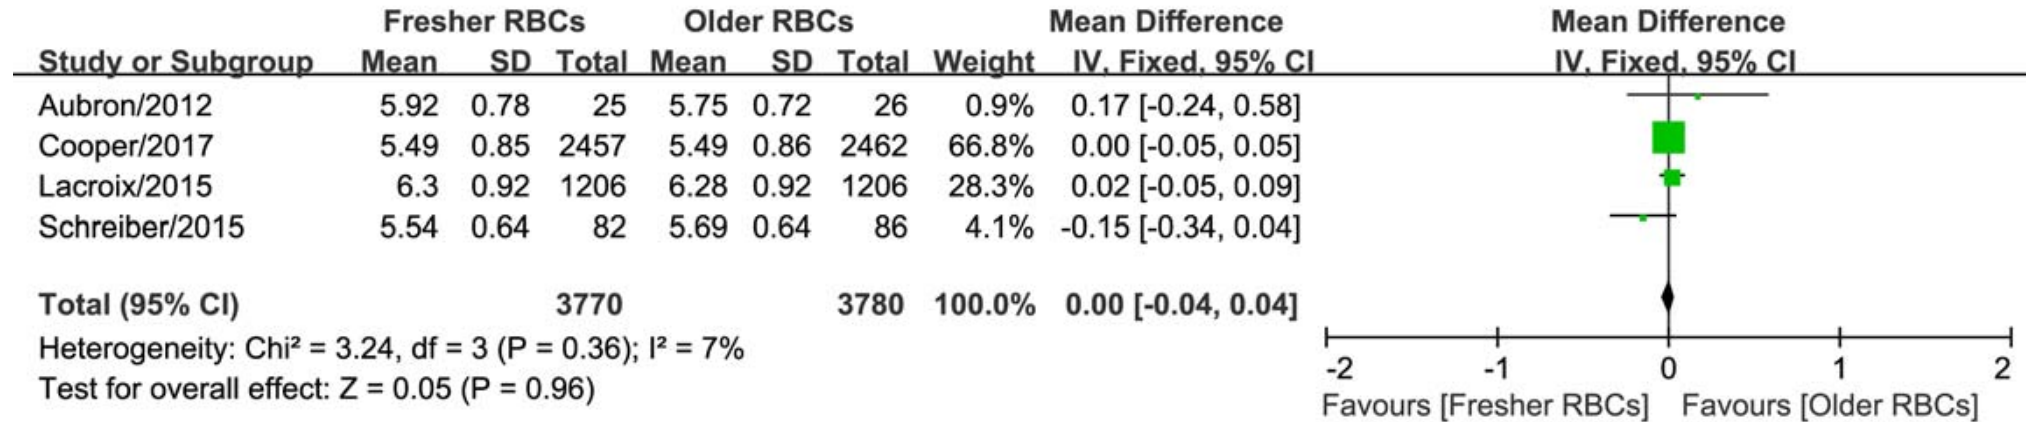 Fresher RBCs Older RBCs Mean Difference Mean Difference
Study or Subgroup Mean SD Total Mean SD Total Weight IV, Fixed, 95% CI IV, Fixed, 95% CI
Aubron/2012 5.92 0.78 25 5.75 0.72 26 0.9% 0.17 [-0.24, 0.58]
Cooper/2017 5.49 0.85 2457 5.49 0.86 2462 66.8% 0.00 [-0.05, 0.05]
Lacroix/2015 6.3 0.92 1206 6.28 0.92 1206 28.3% 0.02 [-0.05, 0.09]
Schreiber/2015 5.54 0.64 82 5.69 0.64 86 4.1% -0.15 [-0.34, 0.04]
Total (95% CI) 3770 3780 100.0% 0.00 [-0.04, 0.04]
Heterogeneity: Chi² = 3.24, df = 3 (P = 0.36); I² = 7%
Test for overall effect: Z = 0.05 (P = 0.96)
-2 -1 0 1 2
Favours [Fresher RBCs] Favours [Older RBCs]